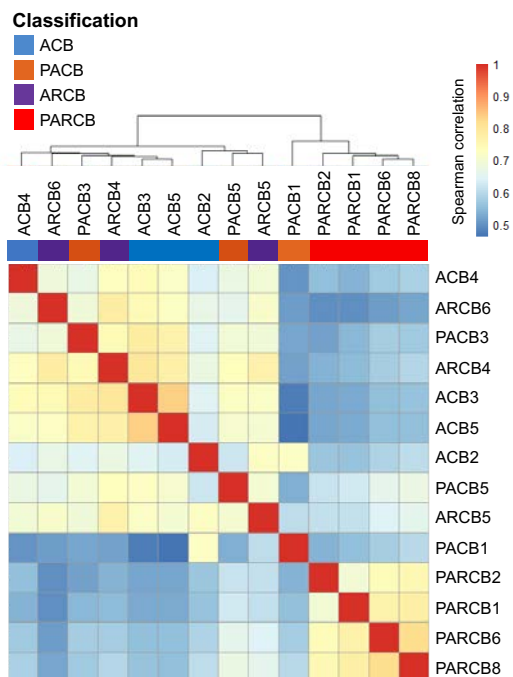 Classification
ACB
PACB
ARCB
PARCB
Spearman correlation
1
0.9
0.8
0.7
0.6
0.5
ACB4
ARCB6
PACB3
ARCB4
ACB3
ACB5
ACB2
PACB5
ARCB5
PACB1
PARCB2
PARCB1
PARCB6
PARCB8
ACB4
ARCB6
PACB3
ARCB4
ACB3
ACB5
ACB2
PACB5
ARCB5
PACB1
PARCB2
PARCB1
PARCB6
PARCB8